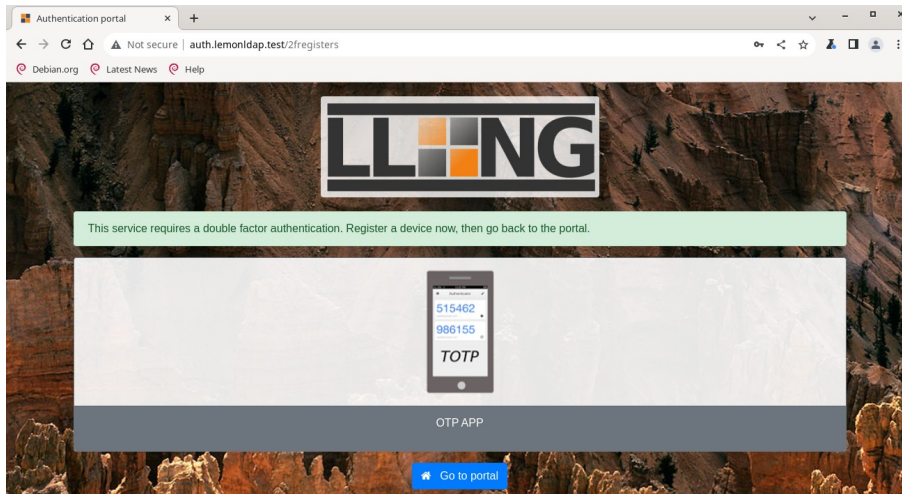 Authentication portal
Not secure | auth.lemonldap.test/2fregisters
Debian.org Latest News Help
LL NG
This service requires a double factor authentication. Register a device now, then go back to the portal.
515462
986155
TOTP
OTP APP
Go to portal